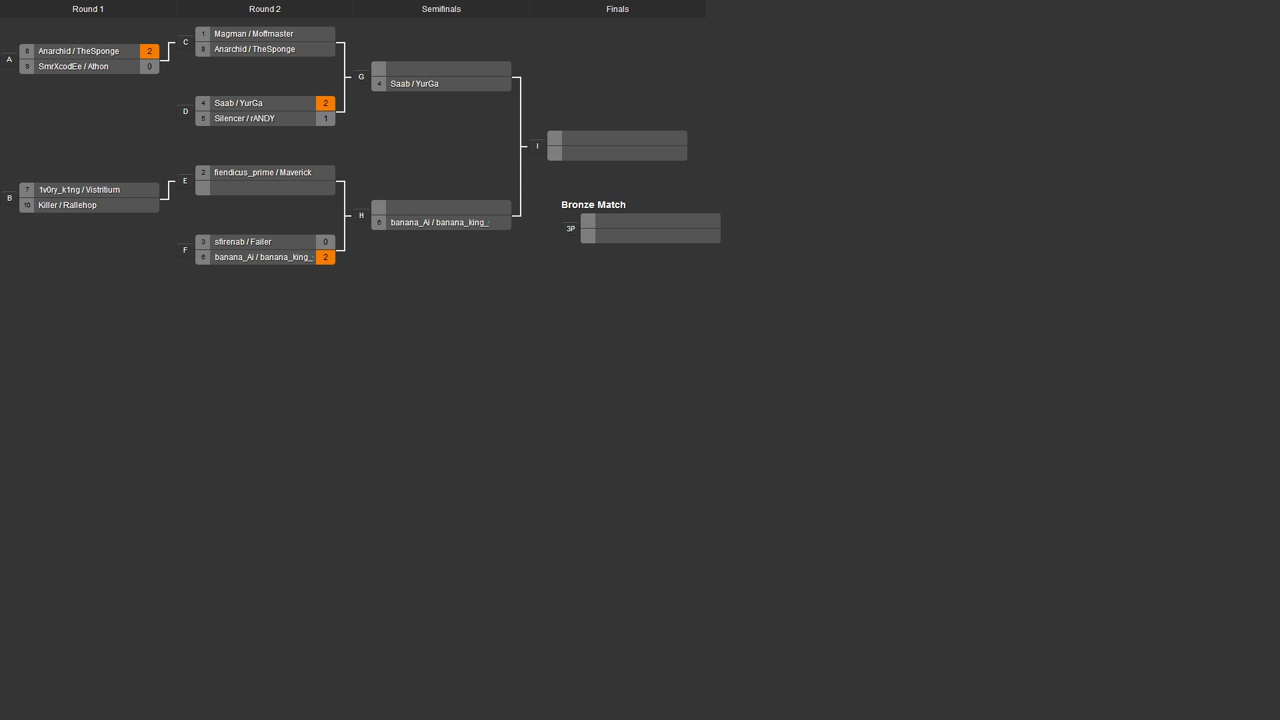 Round 1 Round 2 Semifinals Finals
A
8 Anarchid / TheSponge 2
9 SmrXcodEe / Athon 0
B
7 1v0ry_k1ng / Vistritium
10 Killer / Rallehop
C
1 Magman / Moffmaster
8 Anarchid / TheSponge
D
4 Saab / YurGa 2
5 Silencer / rANDY 1
E
2 fiendicus_prime / Maverick
F
3 sfirenab / Failer 0
6 banana_Ai / banana_king_ 2
G
4 Saab / YurGa
H
6 banana_Ai / banana_king_
I
Bronze Match
3P